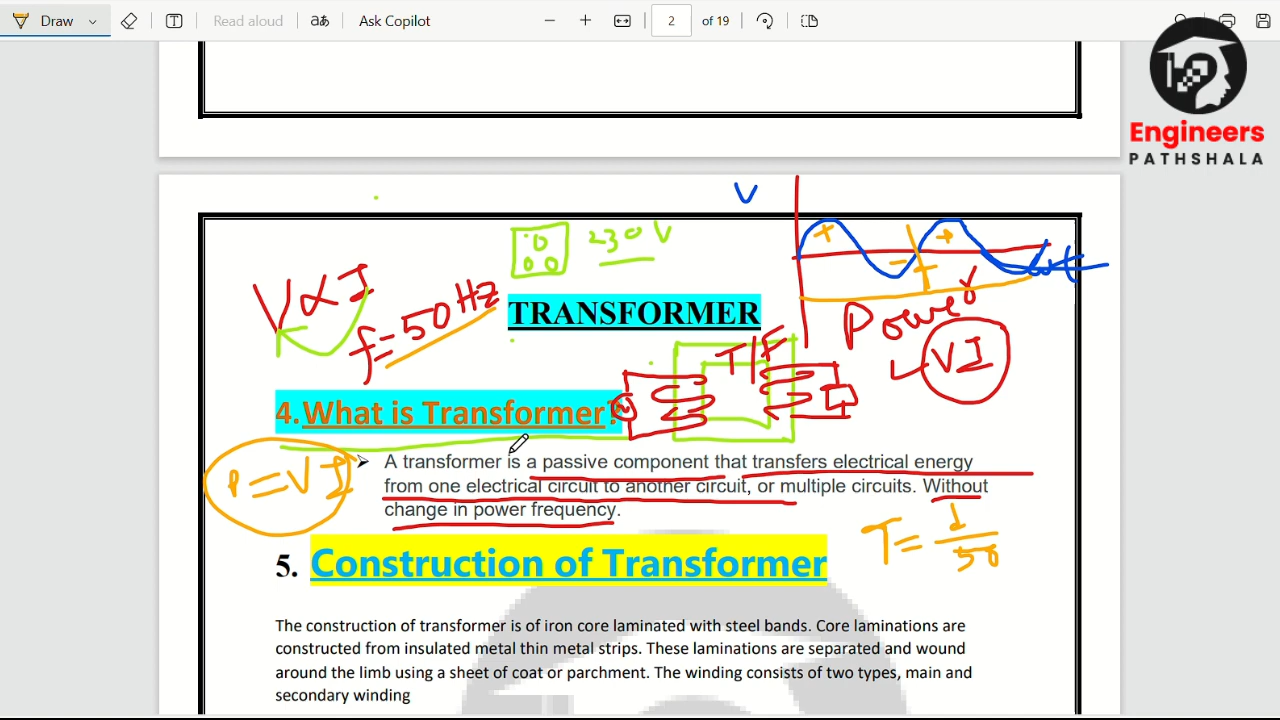 Draw
Read aloud
Ask Copilot
2
of 19
Engineers
PATHSHALA
V
230 V
V∝I
f=50Hz
TRANSFORMER
Power
VI
T/F
4.What is Transformer?
P=VI
A transformer is a passive component that transfers electrical energy
from one electrical circuit to another circuit, or multiple circuits. Without
change in power frequency.
T=1/50
5. Construction of Transformer
The construction of transformer is of iron core laminated with steel bands. Core laminations are
constructed from insulated metal thin metal strips. These laminations are separated and wound
around the limb using a sheet of coat or parchment. The winding consists of two types, main and
secondary winding